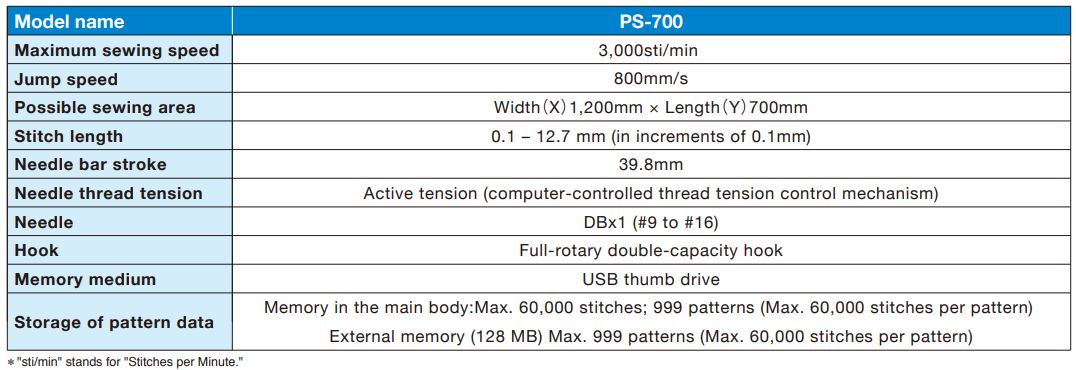 Model name PS-700
Maximum sewing speed 3,000sti/min
Jump speed 800mm/s
Possible sewing area Width(X)1,200mm × Length(Y)700mm
Stitch length 0.1 – 12.7 mm (in increments of 0.1mm)
Needle bar stroke 39.8mm
Needle thread tension Active tension (computer-controlled thread tension control mechanism)
Needle DBx1 (#9 to #16)
Hook Full-rotary double-capacity hook
Memory medium USB thumb drive
Storage of pattern data Memory in the main body:Max. 60,000 stitches; 999 patterns (Max. 60,000 stitches per pattern)
External memory (128 MB) Max. 999 patterns (Max. 60,000 stitches per pattern)
＊"sti/min" stands for "Stitches per Minute."